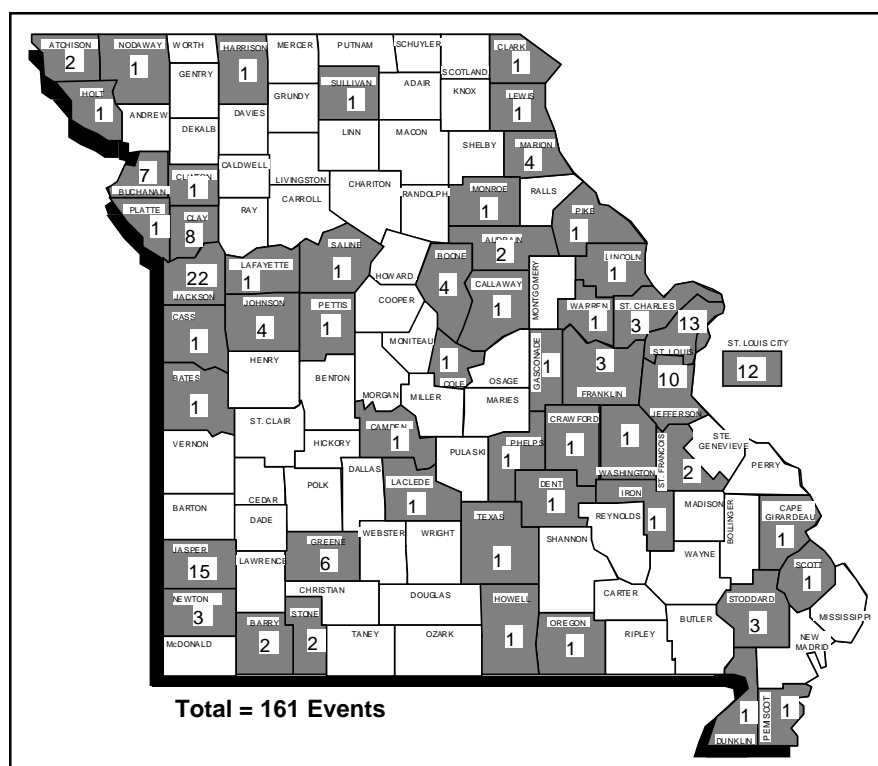 ATCHISON
2
NODAWAY
1
WORTH
HARRISON
1
MERCER
PUTNAM
SCHUYLER
SCOTLAND
CLARK
1
HOLT
1
GENTRY
GRUNDY
SULLIVAN
1
ADAIR
KNOX
LEWIS
1
ANDREW
DEKALB
DAVIES
LINN
MACON
SHELBY
MARION
4
7
BUCHANAN
CLINTON
1
CALDWELL
LIVINGSTON
CHARITON
RANDOLPH
MONROE
1
RALLS
PLATTE
1
CLAY
8
RAY
CARROLL
PIKE
1
22
JACKSON
LAFAYETTE
1
SALINE
1
HOWARD
BOONE
4
AUDRAIN
2
CALLAWAY
1
MONTGOMERY
LINCOLN
1
CASS
1
JOHNSON
4
PETTIS
1
COOPER
MONITEAU
WARREN
1
ST. CHARLES
3
13
ST. LOUIS
ST. LOUIS CITY
12
BATES
1
HENRY
BENTON
MORGAN
MILLER
1
COLE
OSAGE
MARIES
GASCONADE
1
3
FRANKLIN
10
JEFFERSON
VERNON
ST. CLAIR
HICKORY
CAMDEN
1
PULASKI
PHELPS
1
CRAWFORD
1
1
WASHINGTON
ST. FRANCOIS
2
STE.
GENEVIEVE
PERRY
BARTON
CEDAR
POLK
DALLAS
LACLEDE
1
DENT
1
IRON
1
REYNOLDS
MADISON
BOLLINGER
CAPE
GIRARDEAU
1
DADE
JASPER
15
LAWRENCE
GREENE
6
WEBSTER
WRIGHT
TEXAS
1
SHANNON
WAYNE
SCOTT
1
NEWTON
3
CHRISTIAN
DOUGLAS
CARTER
STODDARD
3
MISSISSIPPI
McDONALD
BARRY
2
STONE
2
TANEY
OZARK
HOWELL
1
OREGON
1
RIPLEY
BUTLER
NEW
MADRID
1
DUNKLIN
PEMISCOT
1
Total = 161 Events